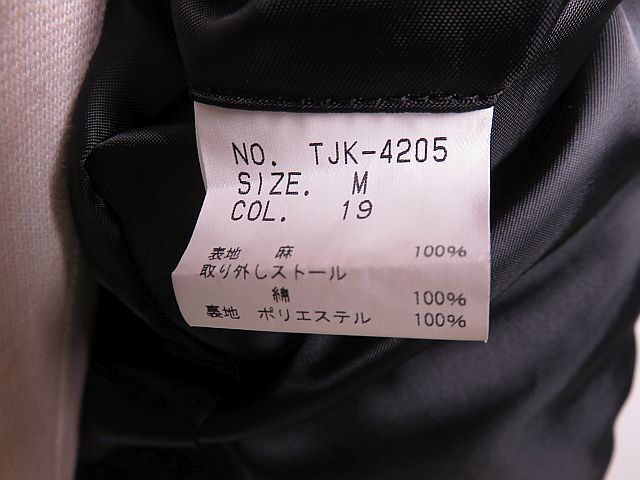 NO. TJK-4205
SIZE. M
COL. 19
表地 麻 100%
取り外しストール
綿 100%
裏地 ポリエステル 100%